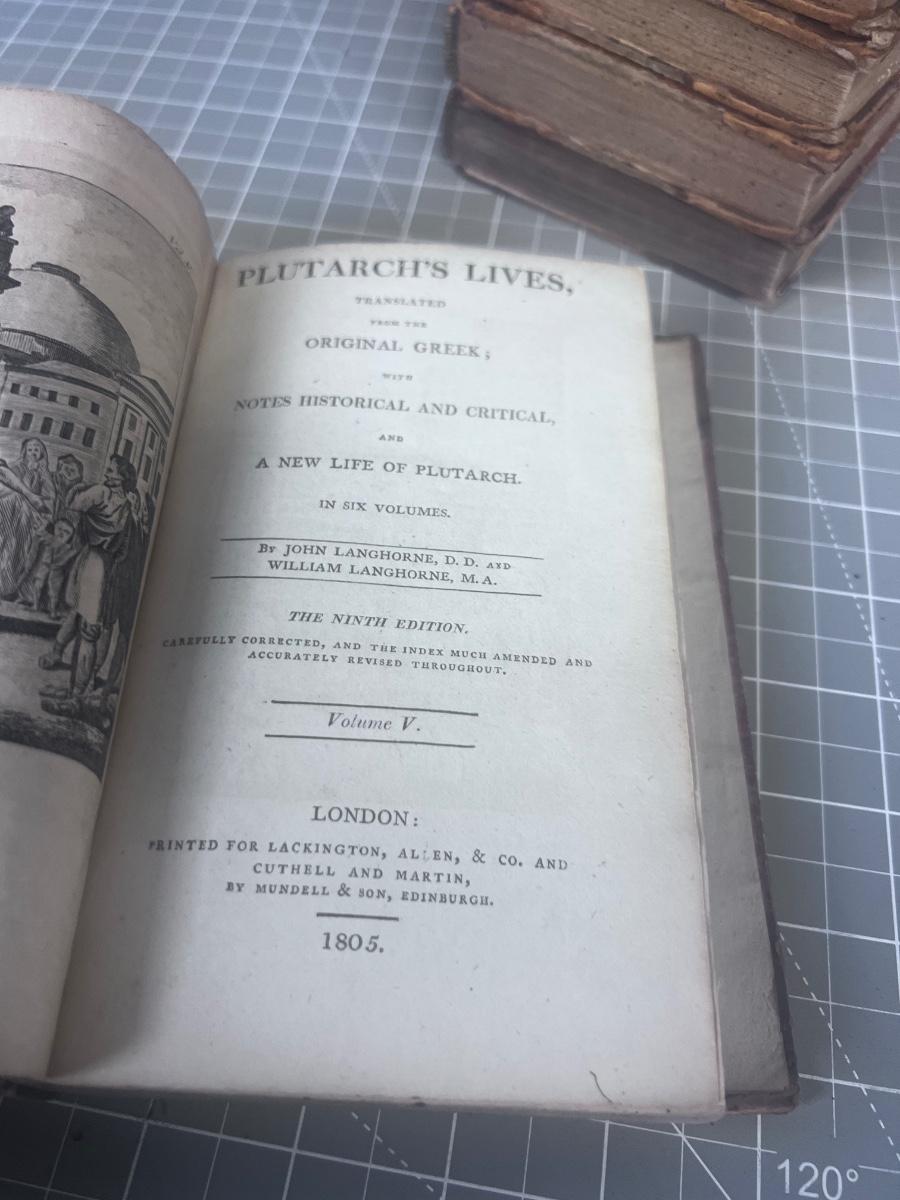 PLUTARCH'S LIVES,
TRANSLATED
FROM THE
ORIGINAL GREEK;
WITH
NOTES HISTORICAL AND CRITICAL,
AND
A NEW LIFE OF PLUTARCH.
IN SIX VOLUMES.
By JOHN LANGHORNE, D. D. AND
WILLIAM LANGHORNE, M. A.
THE NINTH EDITION.
CAREFULLY CORRECTED, AND THE INDEX MUCH AMENDED AND
ACCURATELY REVISED THROUGHOUT.
Volume V.
LONDON:
PRINTED FOR LACKINGTON, ALLEN, & CO. AND
CUTHELL AND MARTIN,
BY MUNDELL & SON, EDINBURGH.
1805.
120°